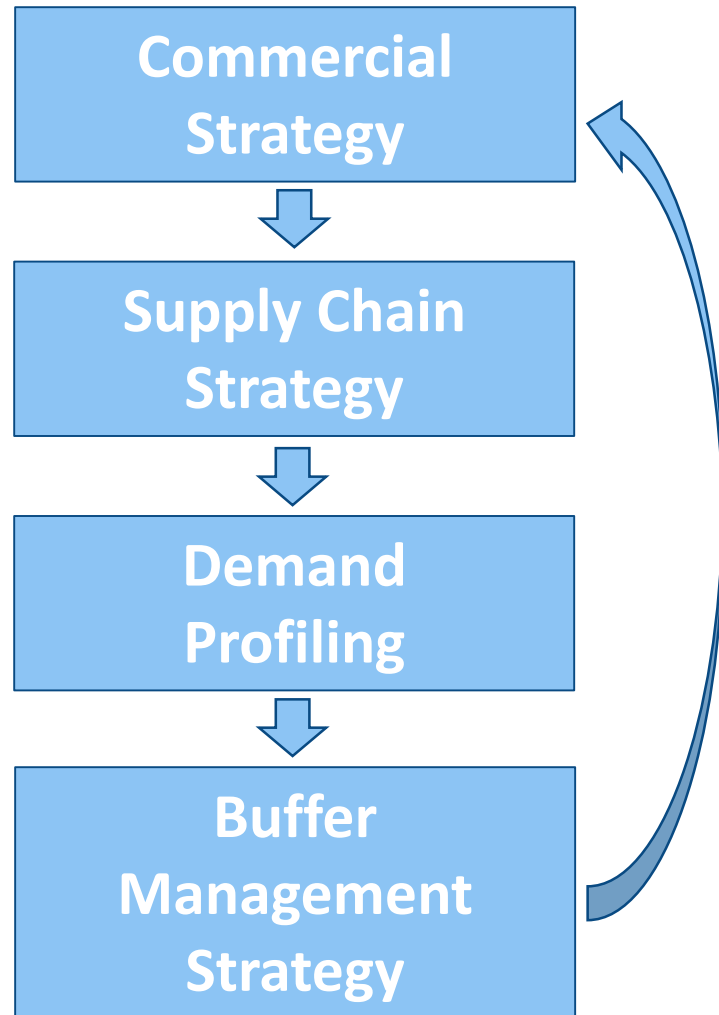 Commercial
Strategy
Supply Chain
Strategy
Demand
Profiling
Buffer
Management
Strategy